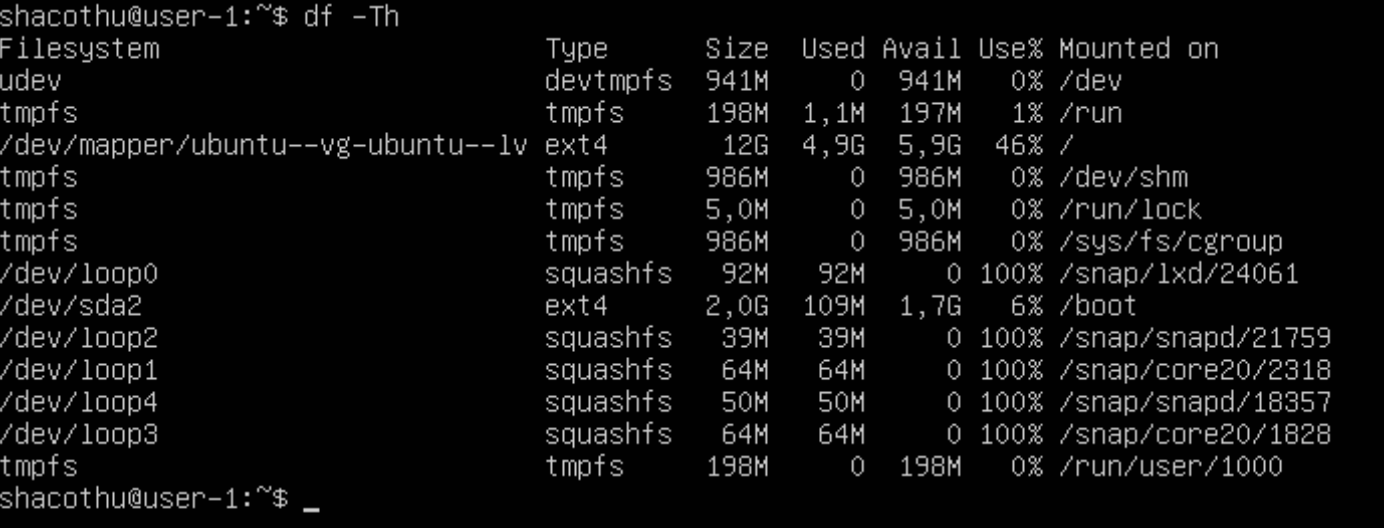 shacothu@user-1:~$ df -Th
Filesystem                        Type      Size  Used Avail Use% Mounted on
udev                              devtmpfs  941M     0  941M   0% /dev
tmpfs                             tmpfs     198M  1,1M  197M   1% /run
/dev/mapper/ubuntu--vg-ubuntu--lv ext4       12G  4,9G  5,9G  46% /
tmpfs                             tmpfs     986M     0  986M   0% /dev/shm
tmpfs                             tmpfs     5,0M     0  5,0M   0% /run/lock
tmpfs                             tmpfs     986M     0  986M   0% /sys/fs/cgroup
/dev/loop0                        squashfs   92M   92M     0 100% /snap/lxd/24061
/dev/sda2                         ext4      2,0G  109M  1,7G   6% /boot
/dev/loop2                        squashfs   39M   39M     0 100% /snap/snapd/21759
/dev/loop1                        squashfs   64M   64M     0 100% /snap/core20/2318
/dev/loop4                        squashfs   50M   50M     0 100% /snap/snapd/18357
/dev/loop3                        squashfs   64M   64M     0 100% /snap/core20/1828
tmpfs                             tmpfs     198M     0  198M   0% /run/user/1000
shacothu@user-1:~$ _